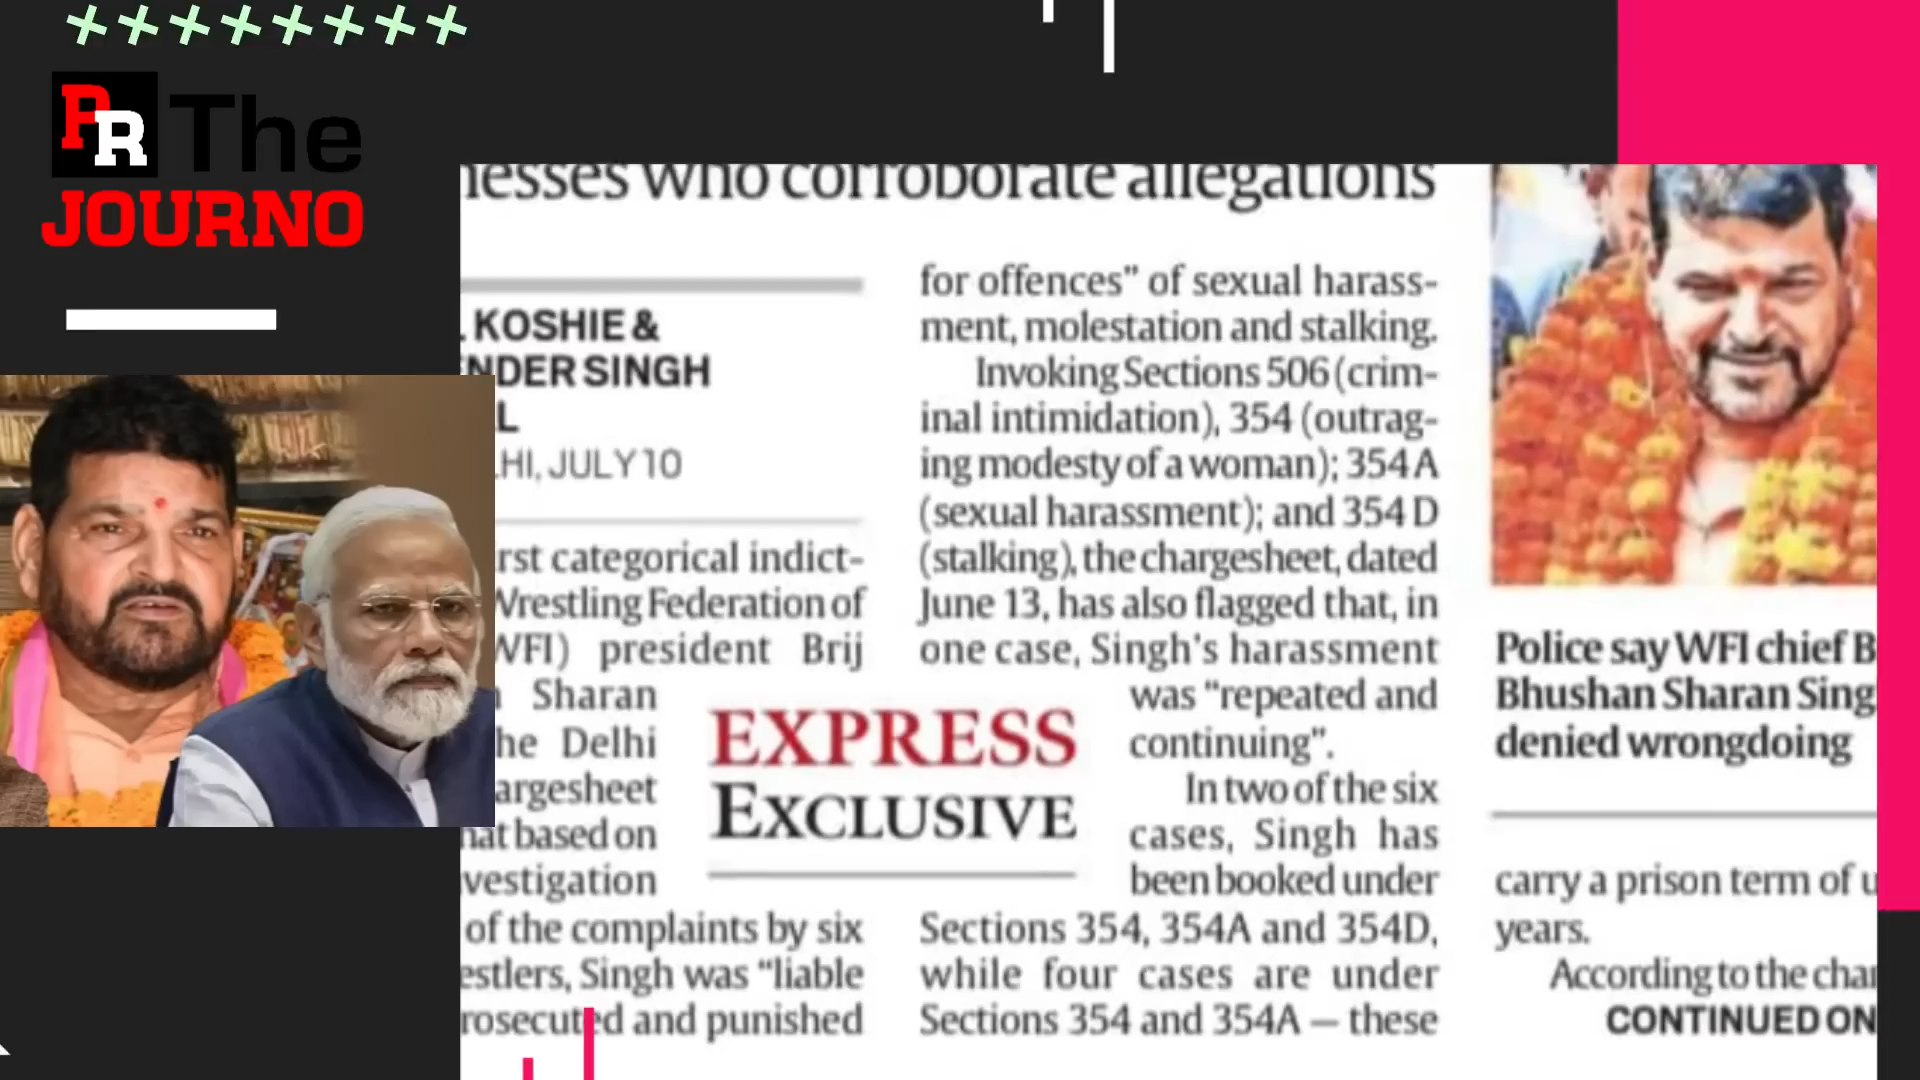 PR The
JOURNO
nesses who corroborate allegations
. KOSHIE &
NDER SINGH
L
HI, JULY 10
rst categorical indict-
Wrestling Federation of
WFI) president Brij
Sharan
he Delhi
argesheet
hat based on
vestigation
of the complaints by six
estlers, Singh was “liable
rosecuted and punished
EXPRESS
EXCLUSIVE
for offences” of sexual harass-
ment, molestation and stalking.
Invoking Sections 506 (crim-
inal intimidation), 354 (outrag-
ing modesty of a woman); 354 A
(sexual harassment); and 354 D
(stalking), the chargesheet, dated
June 13, has also flagged that, in
one case, Singh's harassment
was “repeated and
continuing”.
In two of the six
cases, Singh has
been booked under
Sections 354, 354A and 354D,
while four cases are under
Sections 354 and 354A — these
Police say WFI chief B
Bhushan Sharan Sing
denied wrongdoing
carry a prison term of u
years.
According to the char
CONTINUED ON